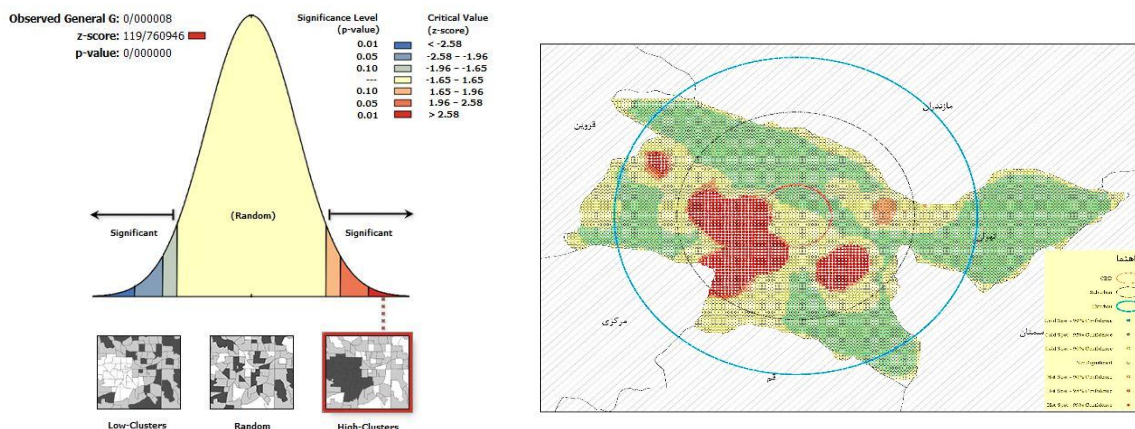 Observed General G: 0/000008
z-score: 119/760946
p-value: 0/000000
Significance Level
(p-value)
Critical Value
(z-score)
0.01 < -2.58
0.05 -2.58 – -1.96
0.10 -1.96 – -1.65
--- -1.65 – 1.65
0.10 1.65 – 1.96
0.05 1.96 – 2.58
0.01 > 2.58
(Random)
Significant
Significant
Low-Clusters
Random
High-Clusters
مازندران
قزوین
تهران
سمنان
مرکزی
قم
CBD